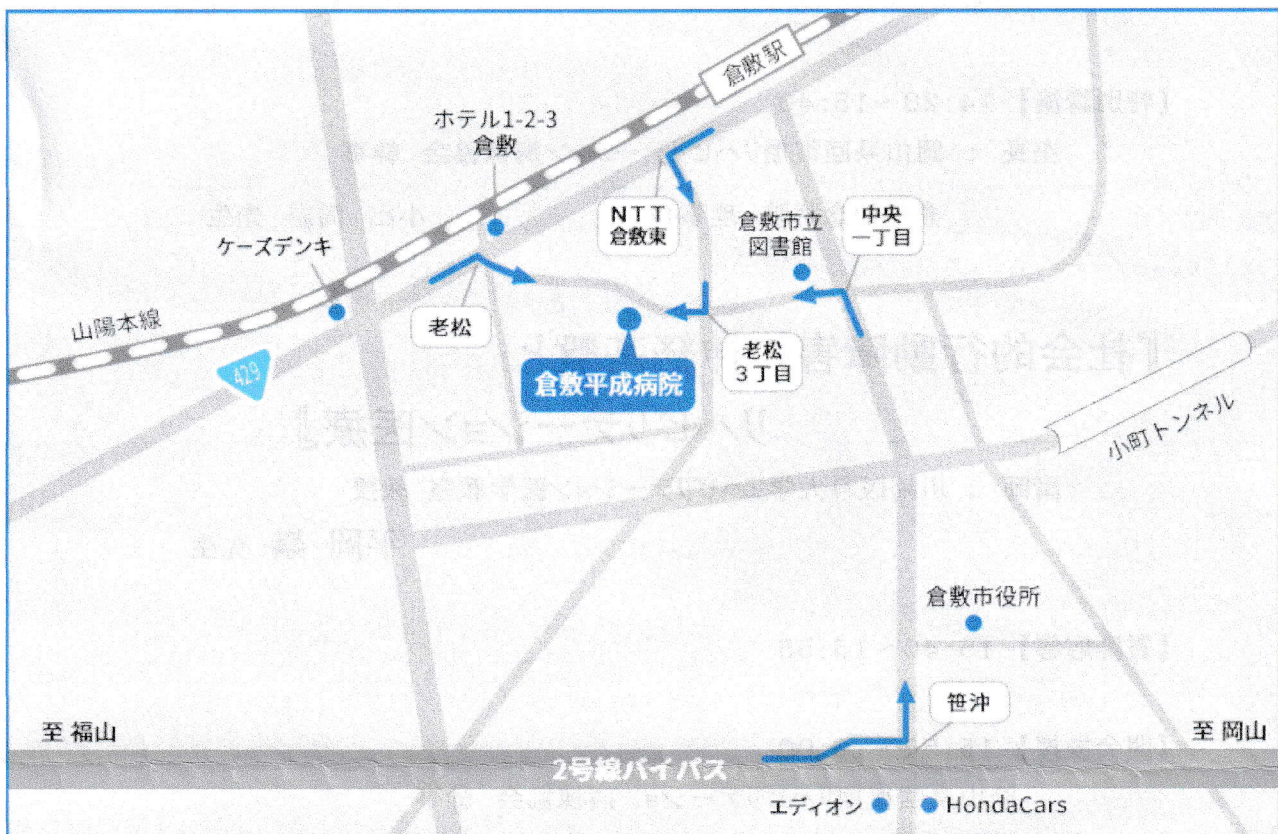 倉敷駅
ホテル1-2-3
倉敷
NTT
倉敷東
倉敷市立
図書館
中央
一丁目
ケーズデンキ
山陽本線
429
老松
老松
3丁目
倉敷平成病院
小町トンネル
倉敷市役所
笹沖
至 福山
至 岡山
2号線バイパス
エディオン
HondaCars